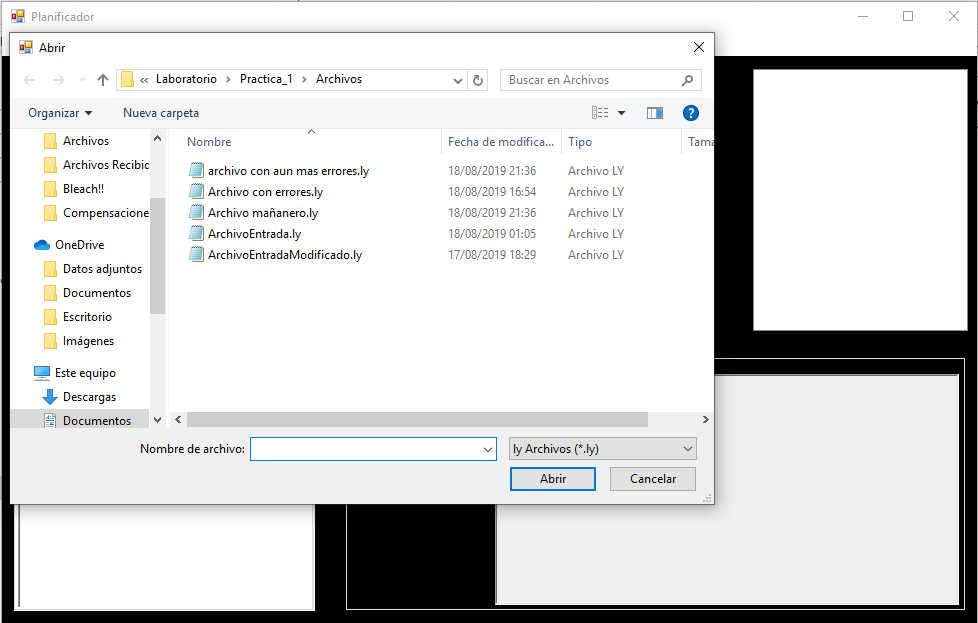 Planificador
Abrir
« Laboratorio > Practica_1 > Archivos
Buscar en Archivos
Organizar
Nueva carpeta
Archivos
Archivos Recibid
Bleach!!
Compensacione
OneDrive
Datos adjuntos
Documentos
Escritorio
Imágenes
Este equipo
Descargas
Documentos
Nombre Fecha de modifica... Tipo Tama
archivo con aun mas errores.ly 18/08/2019 21:36 Archivo LY
Archivo con errores.ly 18/08/2019 16:54 Archivo LY
Archivo mañanero.ly 18/08/2019 21:36 Archivo LY
ArchivoEntrada.ly 18/08/2019 01:05 Archivo LY
ArchivoEntradaModificado.ly 17/08/2019 18:29 Archivo LY
Nombre de archivo:
ly Archivos (*.ly)
Abrir
Cancelar